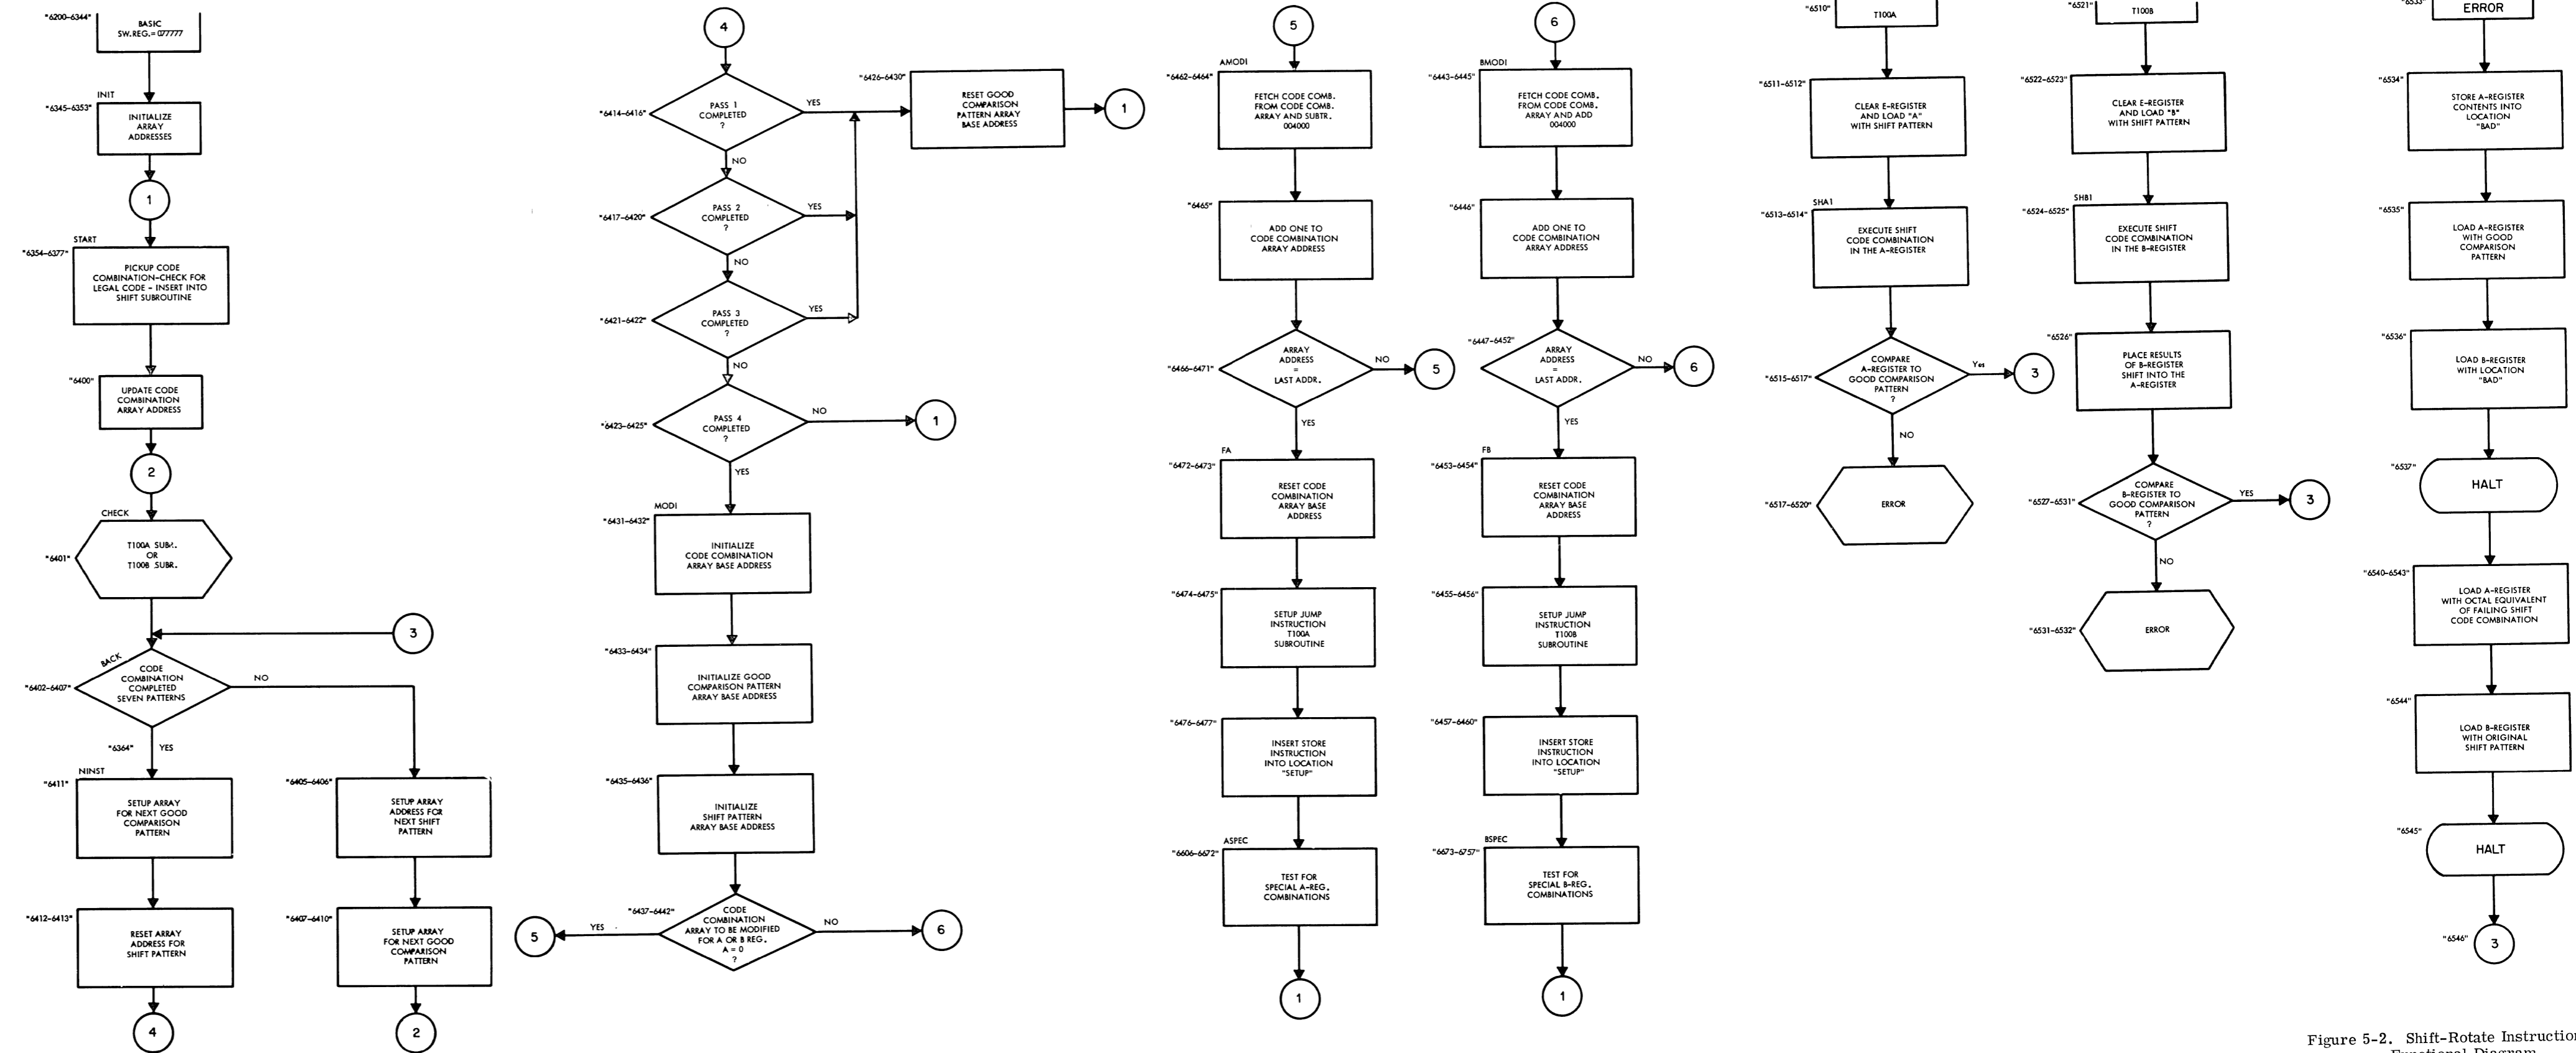 "6200-6344"
BASIC
SW.REG.= 077777
INIT
"6345-6353"
INITIALIZE
ARRAY
ADDRESSES
1
START
"6354-6377"
PICKUP CODE
COMBINATION-CHECK FOR
LEGAL CODE - INSERT INTO
SHIFT SUBROUTINE
"6400"
UPDATE CODE
COMBINATION
ARRAY ADDRESS
2
CHECK
"6401"
T100A SUBR.
OR
T100B SUBR.
3
BACK
"6402-6407"
CODE
COMBINATION
COMPLETED
SEVEN PATTERNS
NO
"6364"
YES
NINST
"6411"
SETUP ARRAY
FOR NEXT GOOD
COMPARISON
PATTERN
"6412-6413"
RESET ARRAY
ADDRESS FOR
SHIFT PATTERN
4
"6405-6406"
SETUP ARRAY
ADDRESS FOR
NEXT SHIFT
PATTERN
"6407-6410"
SETUP ARRAY
FOR NEXT GOOD
COMPARISON
PATTERN
2
4
"6414-6416"
PASS 1
COMPLETED
?
YES
NO
"6426-6430"
RESET GOOD
COMPARISON
PATTERN ARRAY
BASE ADDRESS
1
"6417-6420"
PASS 2
COMPLETED
?
YES
NO
"6421-6422"
PASS 3
COMPLETED
?
YES
NO
"6423-6425"
PASS 4
COMPLETED
?
NO
1
YES
MODI
"6431-6432"
INITIALIZE
CODE COMBINATION
ARRAY BASE ADDRESS
"6433-6434"
INITIALIZE GOOD
COMPARISON PATTERN
ARRAY BASE ADDRESS
"6435-6436"
INITIALIZE
SHIFT PATTERN
ARRAY BASE ADDRESS
"6437-6442"
CODE
COMBINATION
ARRAY TO BE MODIFIED
FOR A OR B REG.
A = 0
?
YES
5
NO
6
5
AMODI
"6462-6464"
FETCH CODE COMB.
FROM CODE COMB.
ARRAY AND SUBTR.
004000
"6465"
ADD ONE TO
CODE COMBINATION
ARRAY ADDRESS
"6466-6471"
ARRAY
ADDRESS
=
LAST ADDR.
NO
5
YES
FA
"6472-6473"
RESET CODE
COMBINATION
ARRAY BASE
ADDRESS
"6474-6475"
SETUP JUMP
INSTRUCTION
T100A
SUBROUTINE
"6476-6477"
INSERT STORE
INSTRUCTION
INTO LOCATION
"SETUP"
ASPEC
"6606-6672"
TEST FOR
SPECIAL A-REG.
COMBINATIONS
1
6
BMODI
"6443-6445"
FETCH CODE COMB.
FROM CODE COMB.
ARRAY AND ADD
004000
"6446"
ADD ONE TO
CODE COMBINATION
ARRAY ADDRESS
"6447-6452"
ARRAY
ADDRESS
=
LAST ADDR.
NO
6
YES
FB
"6453-6454"
RESET CODE
COMBINATION
ARRAY BASE
ADDRESS
"6455-6456"
SETUP JUMP
INSTRUCTION
T100B
SUBROUTINE
"6457-6460"
INSERT STORE
INSTRUCTION
INTO LOCATION
"SETUP"
BSPEC
"6673-6757"
TEST FOR
SPECIAL B-REG.
COMBINATIONS
1
"6510"
T100A
"6511-6512"
CLEAR E-REGISTER
AND LOAD "A"
WITH SHIFT PATTERN
SHA1
"6513-6514"
EXECUTE SHIFT
CODE COMBINATION
IN THE A-REGISTER
"6515-6517"
COMPARE
A-REGISTER TO
GOOD COMPARISON
PATTERN
?
Yes
3
NO
"6517-6520"
ERROR
"6521"
T100B
"6522-6523"
CLEAR E-REGISTER
AND LOAD "B"
WITH SHIFT PATTERN
SHB1
"6524-6525"
EXECUTE SHIFT
CODE COMBINATION
IN THE B-REGISTER
"6526"
PLACE RESULTS
OF B-REGISTER
SHIFT INTO THE
A-REGISTER
"6527-6531"
COMPARE
B-REGISTER TO
GOOD COMPARISON
PATTERN
?
YES
3
NO
"6531-6532"
ERROR
"6533"
ERROR
"6534"
STORE A-REGISTER
CONTENTS INTO
LOCATION
"BAD"
"6535"
LOAD A-REGISTER
WITH GOOD
COMPARISON
PATTERN
"6536"
LOAD B-REGISTER
WITH LOCATION
"BAD"
"6537"
HALT
"6540-6543"
LOAD A-REGISTER
WITH OCTAL EQUIVALENT
OF FAILING SHIFT
CODE COMBINATION
"6544"
LOAD B-REGISTER
WITH ORIGINAL
SHIFT PATTERN
"6545"
HALT
"6546"
3
Figure 5-2. Shift-Rotate Instruction
Functional Diagram